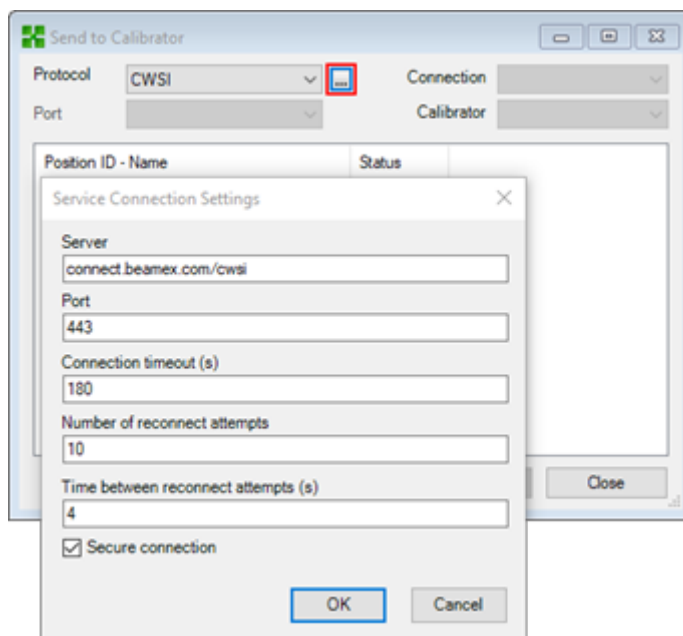 Send to Calibrator
Protocol CWSI ... Connection
Port Calibrator
Position ID - Name Status
Service Connection Settings
Server
connect.beamex.com/cwsi
Port
443
Connection timeout (s)
180
Number of reconnect attempts
10
Time between reconnect attempts (s)
4
Close
Secure connection
OK Cancel